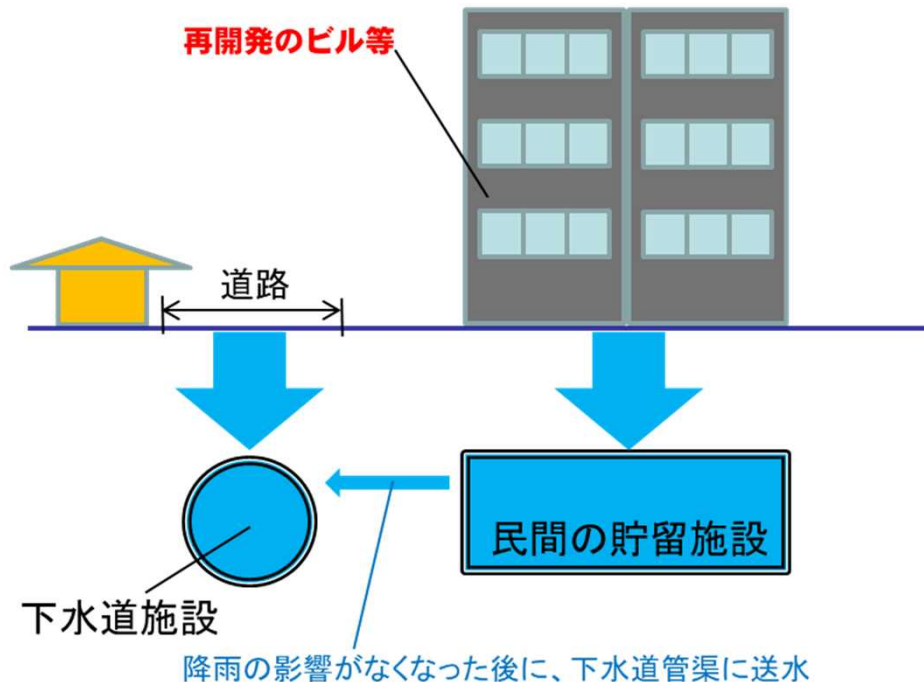 再開発のビル等
道路
民間の貯留施設
下水道施設
降雨の影響がなくなった後に、下水道管渠に送水